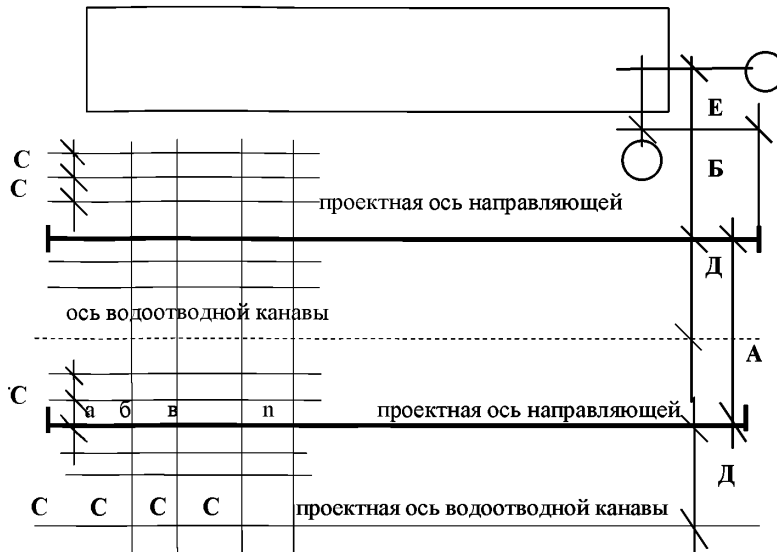 Е
С
Б
С
проектная ось направляющей
Д
ось водоотводной канавы
А
С
а б в п
проектная ось направляющей
Д
С С С С
проектная ось водоотводной канавы